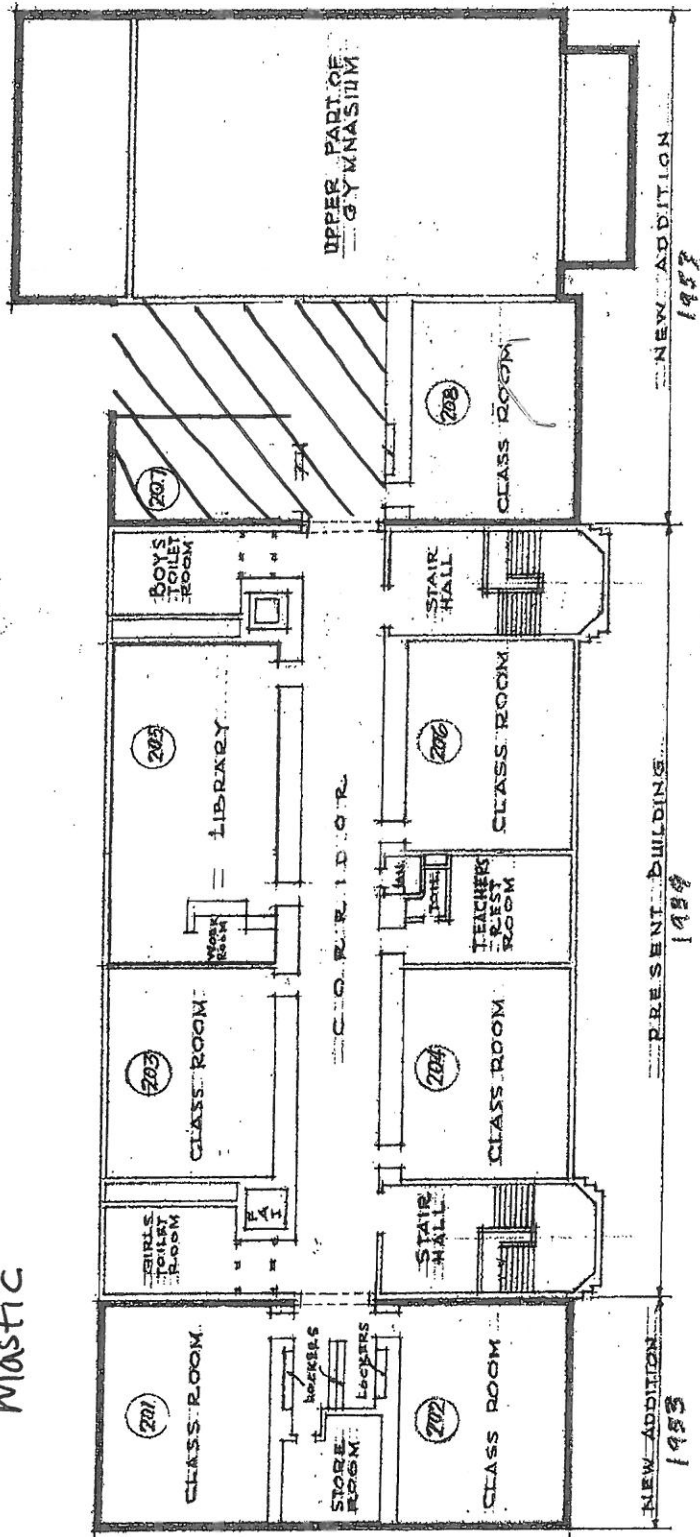 Mastic
201
CLASS ROOM
LOCKERS
STORE
ROOM
LOCKERS
202
CLASS ROOM
GIRLS
TOILET
ROOM
STAIR
HALL
203
CLASS ROOM
204
CLASS ROOM
WORK
ROOM
205
LIBRARY
CORRIDOR
TEACHERS
REST
ROOM
206
CLASS ROOM
BOYS
TOILET
ROOM
STAIR
HALL
207
208
CLASS ROOM
UPPER PART OF
GYMNASIUM
NEW ADDITION
1953
PRESENT BUILDING
1939
NEW ADDITION
1957